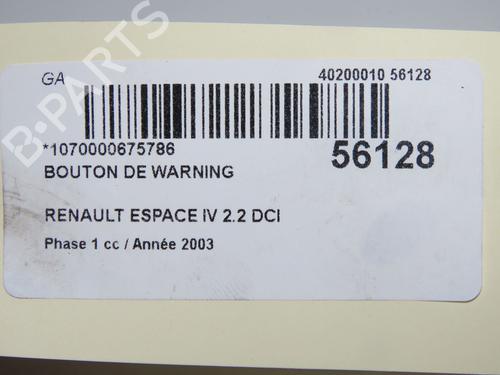 GA
40200010 56128
*1070000675786
56128
BOUTON DE WARNING
RENAULT ESPACE IV 2.2 DCI
Phase 1 cc / Année 2003
B-PARTS